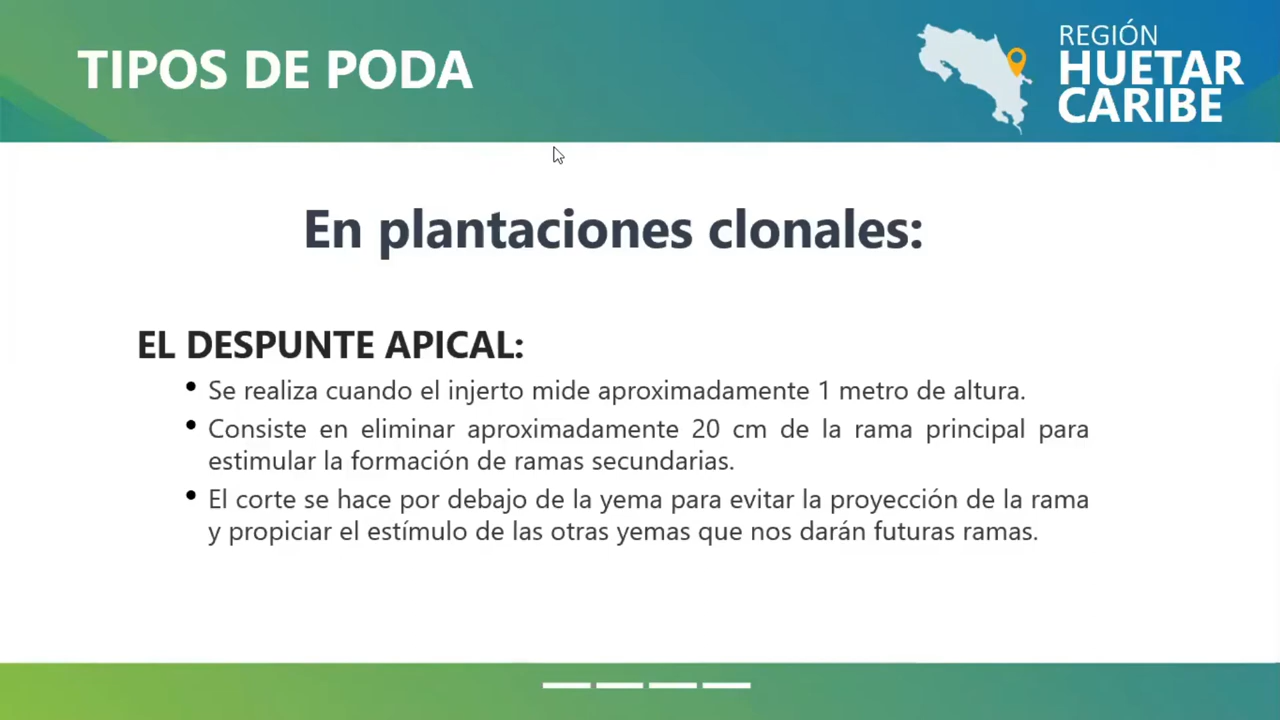 TIPOS DE PODA
REGIÓN
HUETAR
CARIBE
En plantaciones clonales:
EL DESPUNTE APICAL:
• Se realiza cuando el injerto mide aproximadamente 1 metro de altura.
• Consiste en eliminar aproximadamente 20 cm de la rama principal para
estimular la formación de ramas secundarias.
• El corte se hace por debajo de la yema para evitar la proyección de la rama
y propiciar el estímulo de las otras yemas que nos darán futuras ramas.